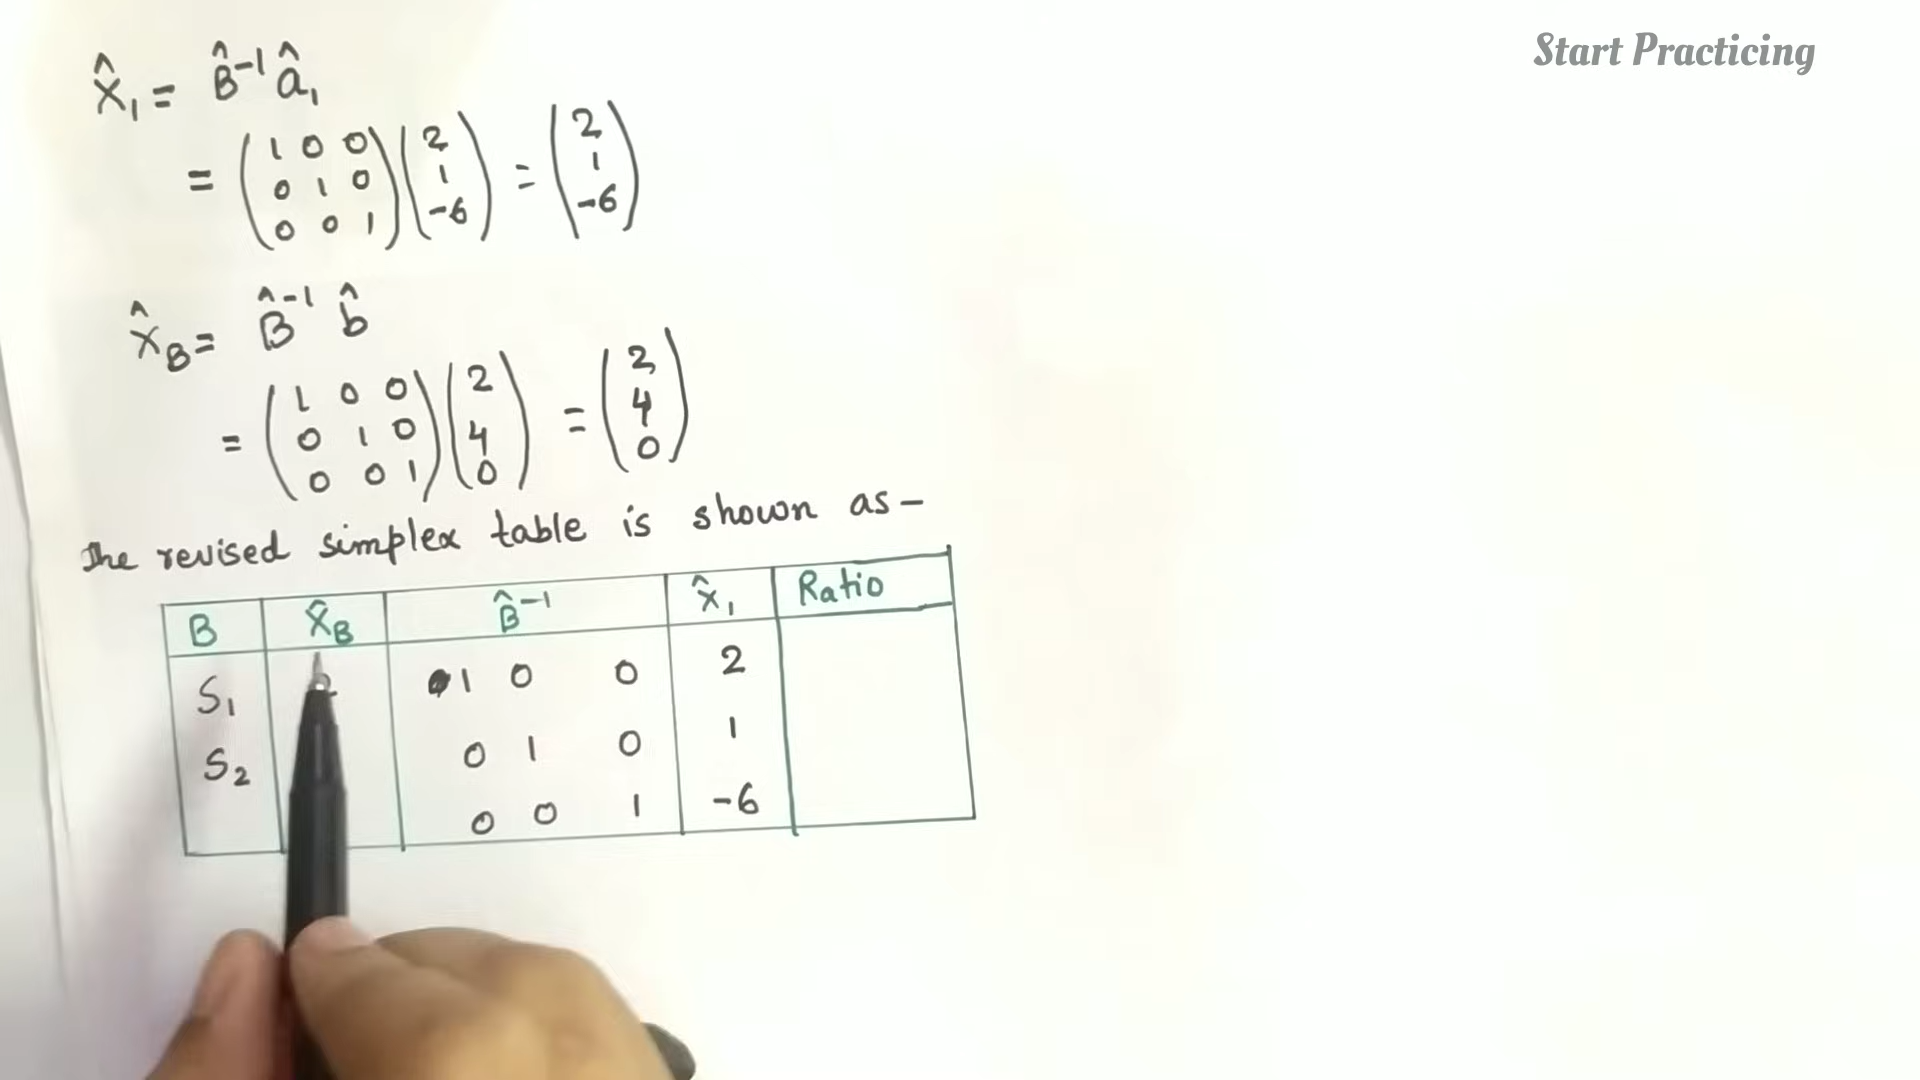 Start Practicing
X̂₁ = B̂⁻¹ â₁
= (1 0 0 (2 = (2
0 1 0 1 1
0 0 1) -6) -6)
X̂_B = B̂⁻¹ b̂
= (1 0 0 (2 = (2
0 1 0 4 4
0 0 1) 0) 0)
The revised simplex table is shown as -
B X̂_B B̂⁻¹ X̂₁ Ratio
S₁ 1 0 0 2
S₂ 0 1 0 1
0 0 1 -6